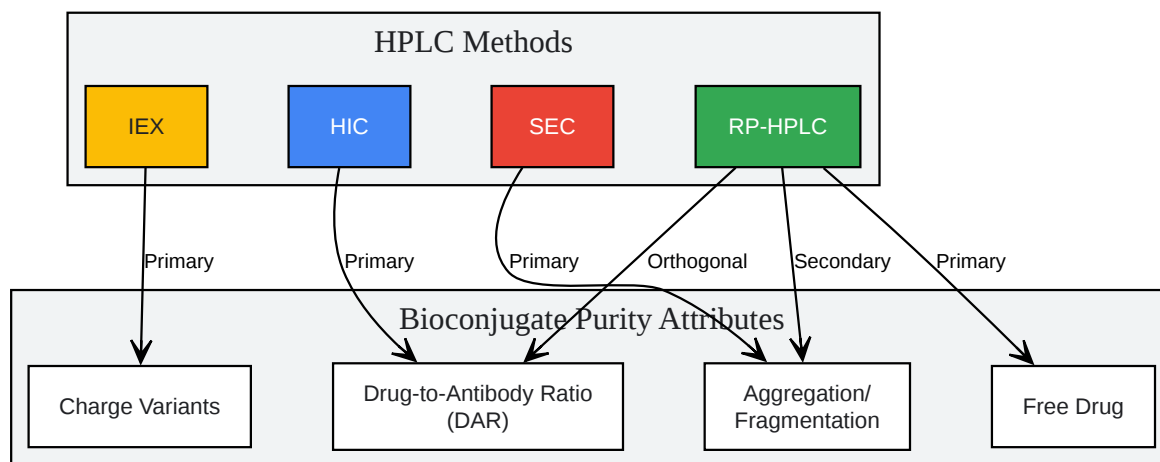 HPLC Methods
IEX
HIC
SEC
RP-HPLC
Primary
Primary
Primary
Orthogonal
Secondary
Primary
Bioconjugate Purity Attributes
Charge Variants
Drug-to-Antibody Ratio
(DAR)
Aggregation/
Fragmentation
Free Drug